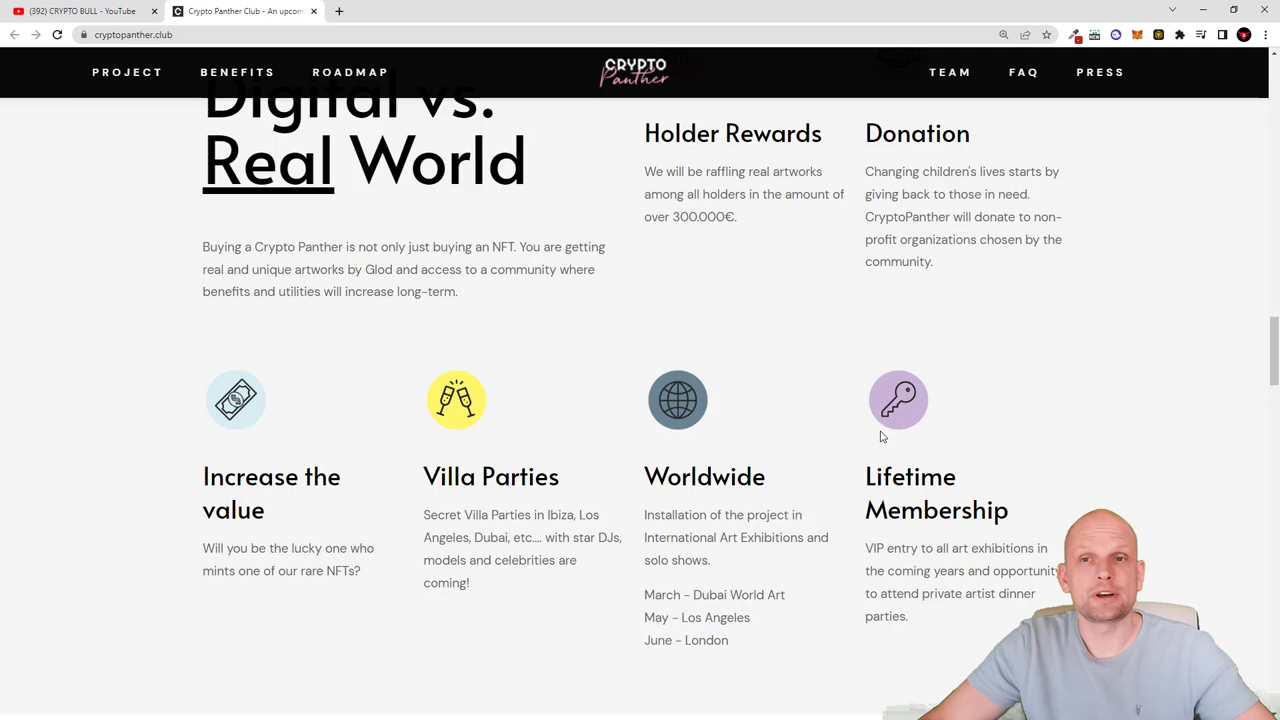 (392) CRYPTO BULL - YouTube
Crypto Panther Club - An upcom
cryptopanther.club
PROJECT
BENEFITS
ROADMAP
CRYPTO
Panther
TEAM
FAQ
PRESS
Digital vs.
Real World
Buying a Crypto Panther is not only just buying an NFT. You are getting
real and unique artworks by Glod and access to a community where
benefits and utilities will increase long-term.
Holder Rewards
We will be raffling real artworks
among all holders in the amount of
over 300.000€.
Donation
Changing children's lives starts by
giving back to those in need.
CryptoPanther will donate to non-
profit organizations chosen by the
community.
Increase the
value
Will you be the lucky one who
mints one of our rare NFTs?
Villa Parties
Secret Villa Parties in Ibiza, Los
Angeles, Dubai, etc.... with star DJs,
models and celebrities are
coming!
Worldwide
Installation of the project in
International Art Exhibitions and
solo shows.
March - Dubai World Art
May - Los Angeles
June - London
Lifetime
Membership
VIP entry to all art exhibitions in
the coming years and opportunity
to attend private artist dinner
parties.